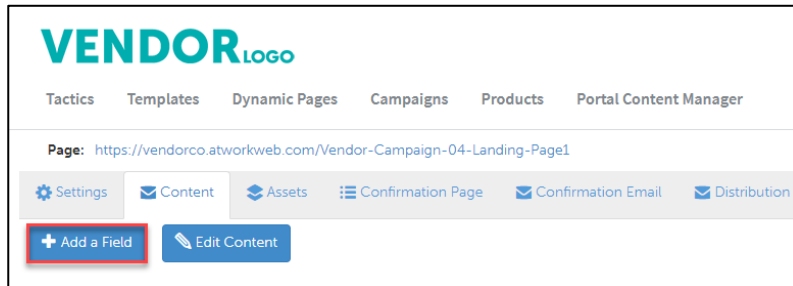 VENDOR LOGO
Tactics Templates Dynamic Pages Campaigns Products Portal Content Manager
Page: https://vendorco.atworkweb.com/Vendor-Campaign-04-Landing-Page1
Settings Content Assets Confirmation Page Confirmation Email Distribution
Add a Field Edit Content